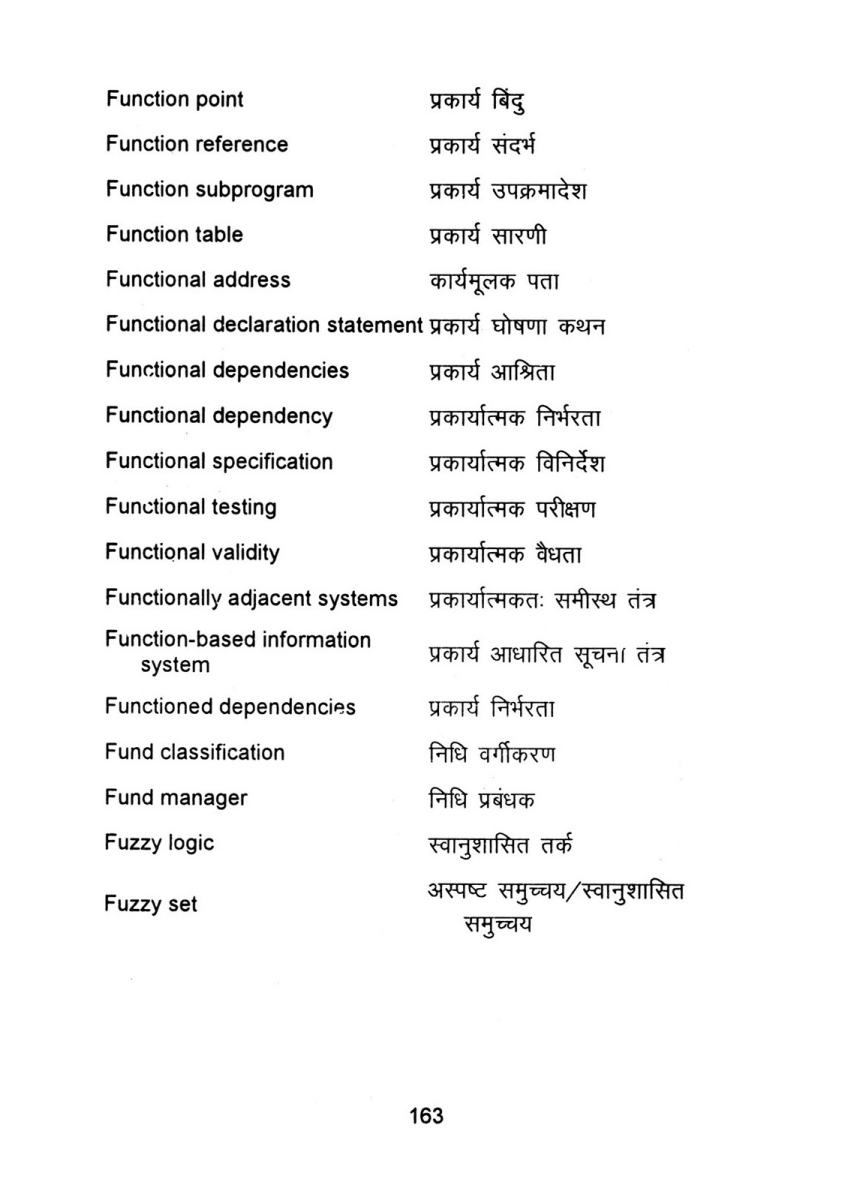 Function point प्रकार्य बिंदु
Function reference प्रकार्य संदर्भ
Function subprogram प्रकार्य उपक्रमादेश
Function table प्रकार्य सारणी
Functional address कार्यमूलक पता
Functional declaration statement प्रकार्य घोषणा कथन
Functional dependencies प्रकार्य आश्रिता
Functional dependency प्रकार्यात्मक निर्भरता
Functional specification प्रकार्यात्मक विनिर्देश
Functional testing प्रकार्यात्मक परीक्षण
Functional validity प्रकार्यात्मक वैधता
Functionally adjacent systems प्रकार्यात्मकतः समीस्थ तंत्र
Function-based information
system प्रकार्य आधारित सूचना तंत्र
Functioned dependencies प्रकार्य निर्भरता
Fund classification निधि वर्गीकरण
Fund manager निधि प्रबंधक
Fuzzy logic स्वानुशासित तर्क
Fuzzy set अस्पष्ट समुच्चय/स्वानुशासित
समुच्चय
163